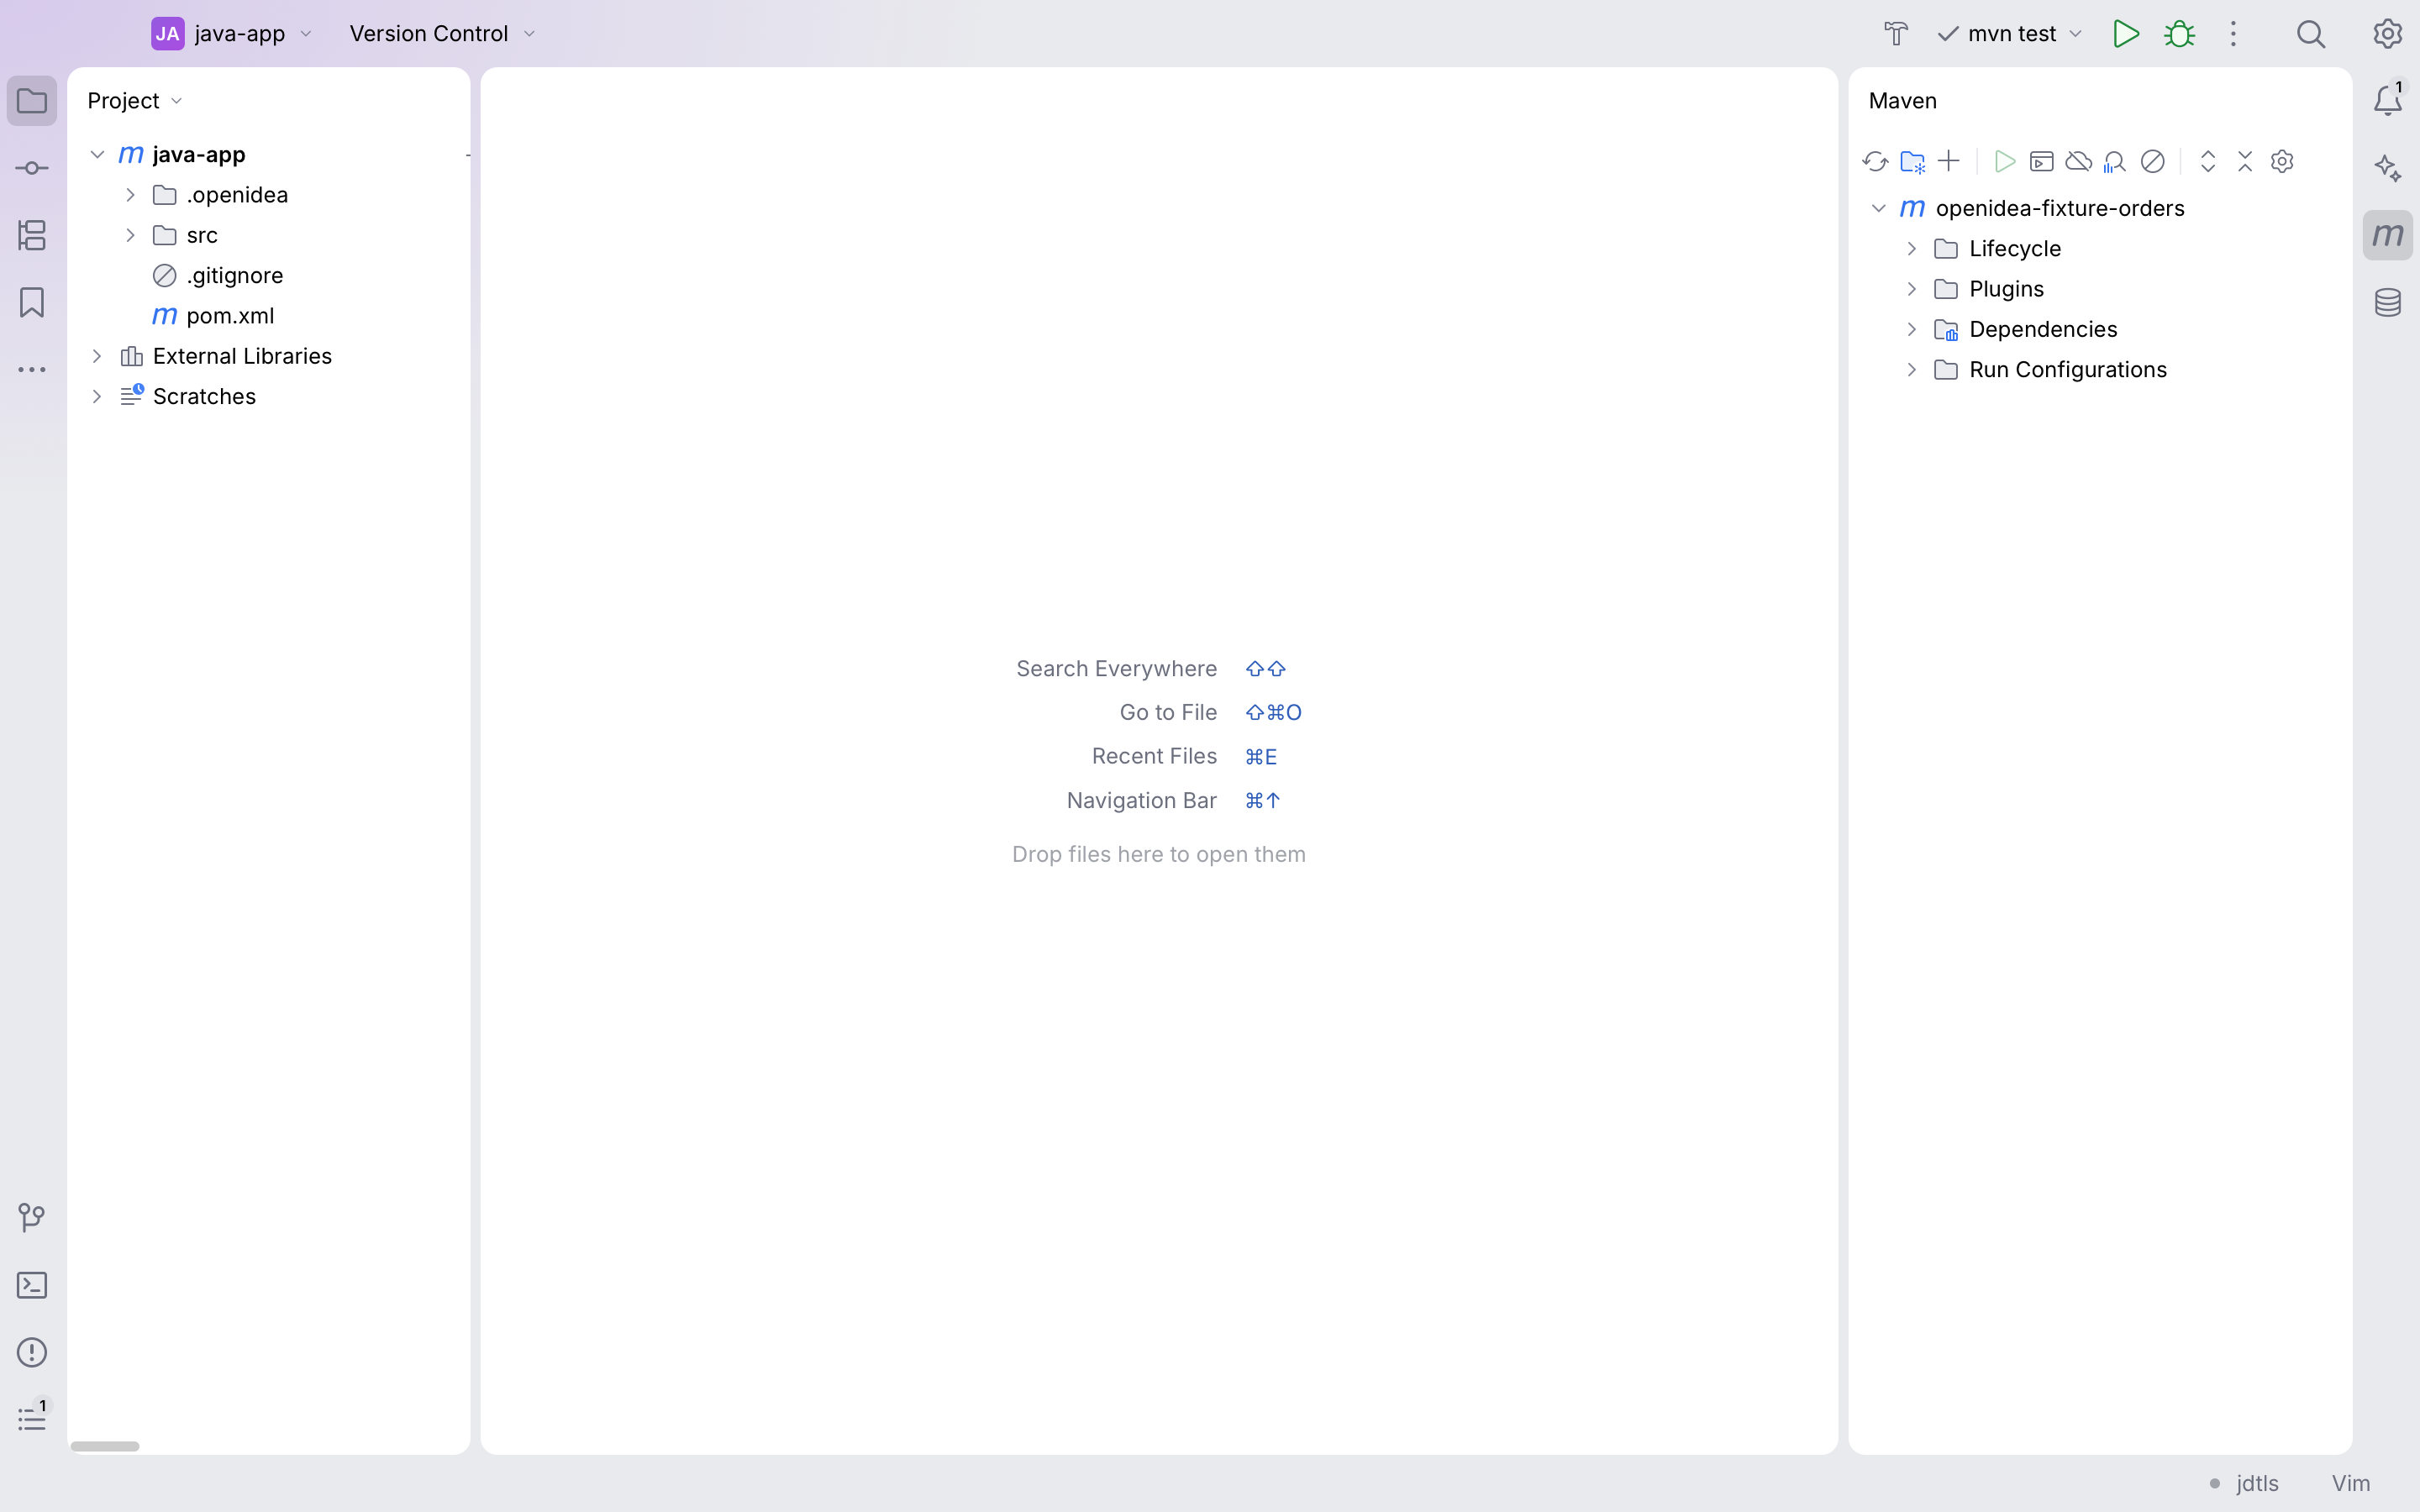 JA java-app Version Control mvn test
Project
java-app
.openidea
src
.gitignore
m pom.xml
External Libraries
Scratches
Search Everywhere ⇧⇧
Go to File ⇧⌘O
Recent Files ⌘E
Navigation Bar ⌘↑
Drop files here to open them
Maven
m openidea-fixture-orders
Lifecycle
Plugins
Dependencies
Run Configurations
1
m
1
jdtls Vim